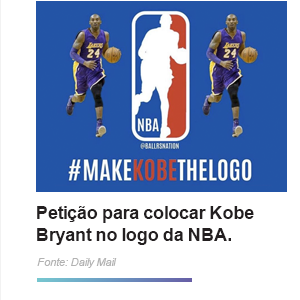 24
24
NBA
@BALLRSNATION
#MAKEKOBETHELOGO
Petição para colocar Kobe
Bryant no logo da NBA.
Fonte: Daily Mail